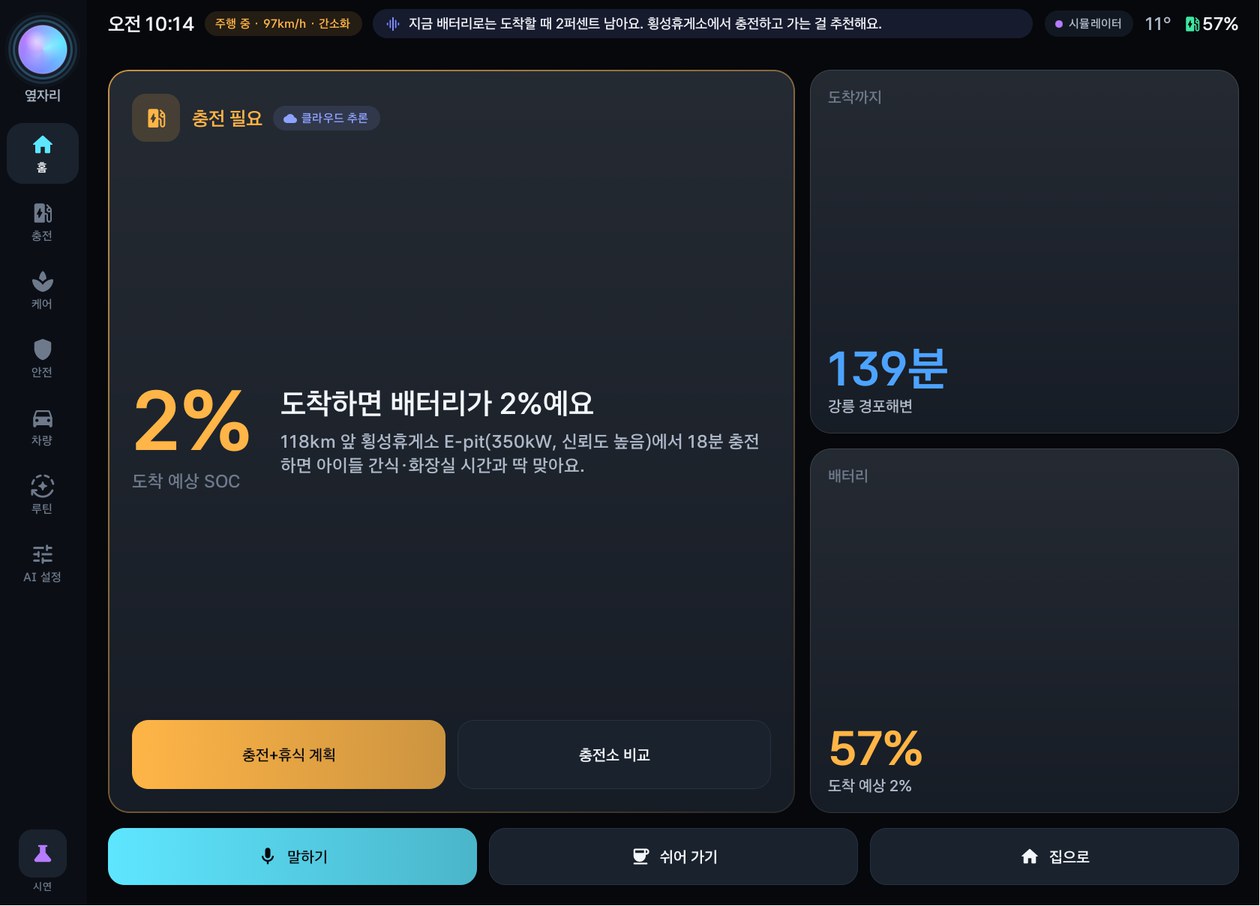 오전 10:14
주행 중 · 97km/h · 간소화
지금 배터리로는 도착할 때 2퍼센트 남아요. 횡성휴게소에서 충전하고 가는 걸 추천해요.
시뮬레이터
11°
57%
옆자리
홈
충전
케어
안전
차량
루틴
AI 설정
시연
충전 필요
클라우드 추론
2%
도착 예상 SOC
도착하면 배터리가 2%예요
118km 앞 횡성휴게소 E-pit(350kW, 신뢰도 높음)에서 18분 충전
하면 아이들 간식·화장실 시간과 딱 맞아요.
충전+휴식 계획
충전소 비교
도착까지
139분
강릉 경포해변
배터리
57%
도착 예상 2%
말하기
쉬어 가기
집으로